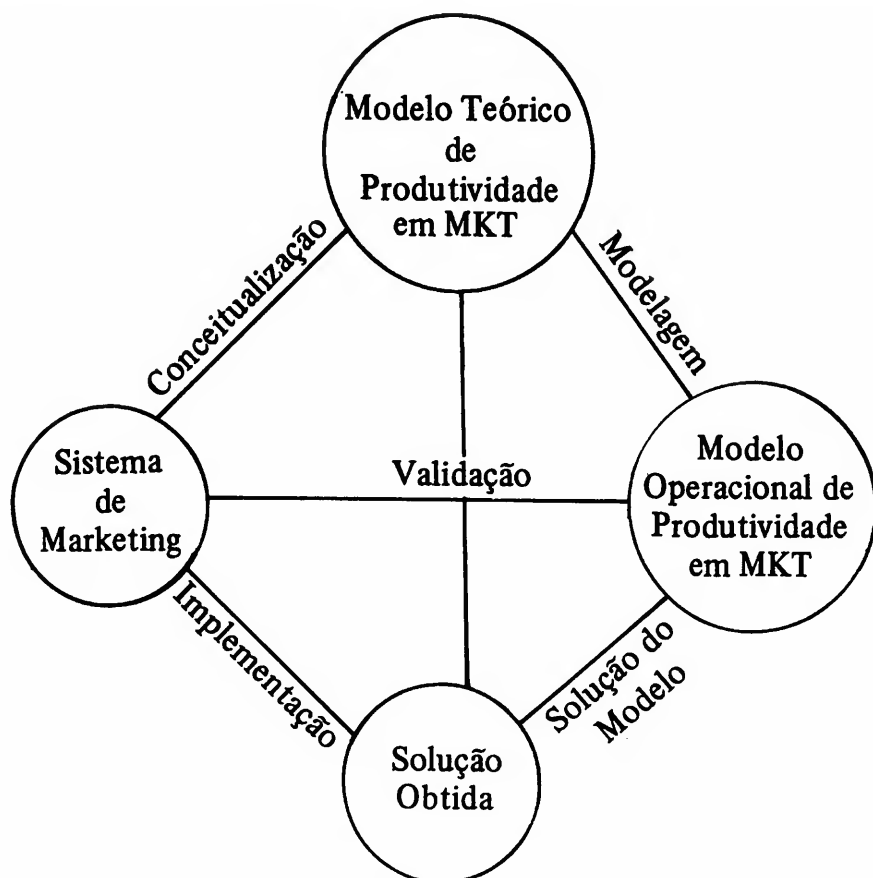 Modelo Teórico
de
Produtividade
em MKT
Conceitualização
Modelagem
Sistema
de
Marketing
Validação
Modelo
Operacional de
Produtividade
em MKT
Implementação
Solução do
Modelo
Solução
Obtida